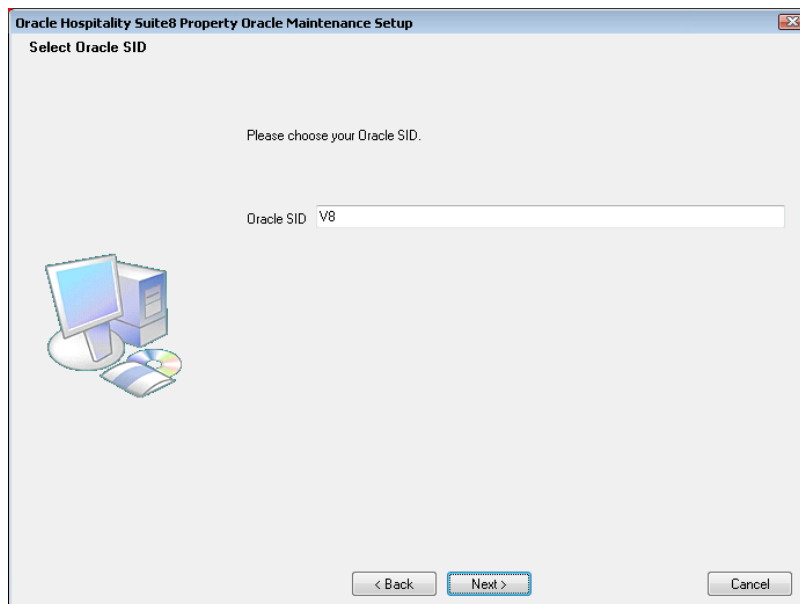 Oracle Hospitality Suite8 Property Oracle Maintenance Setup
Select Oracle SID
Please choose your Oracle SID.
Oracle SID V8
< Back Next > Cancel